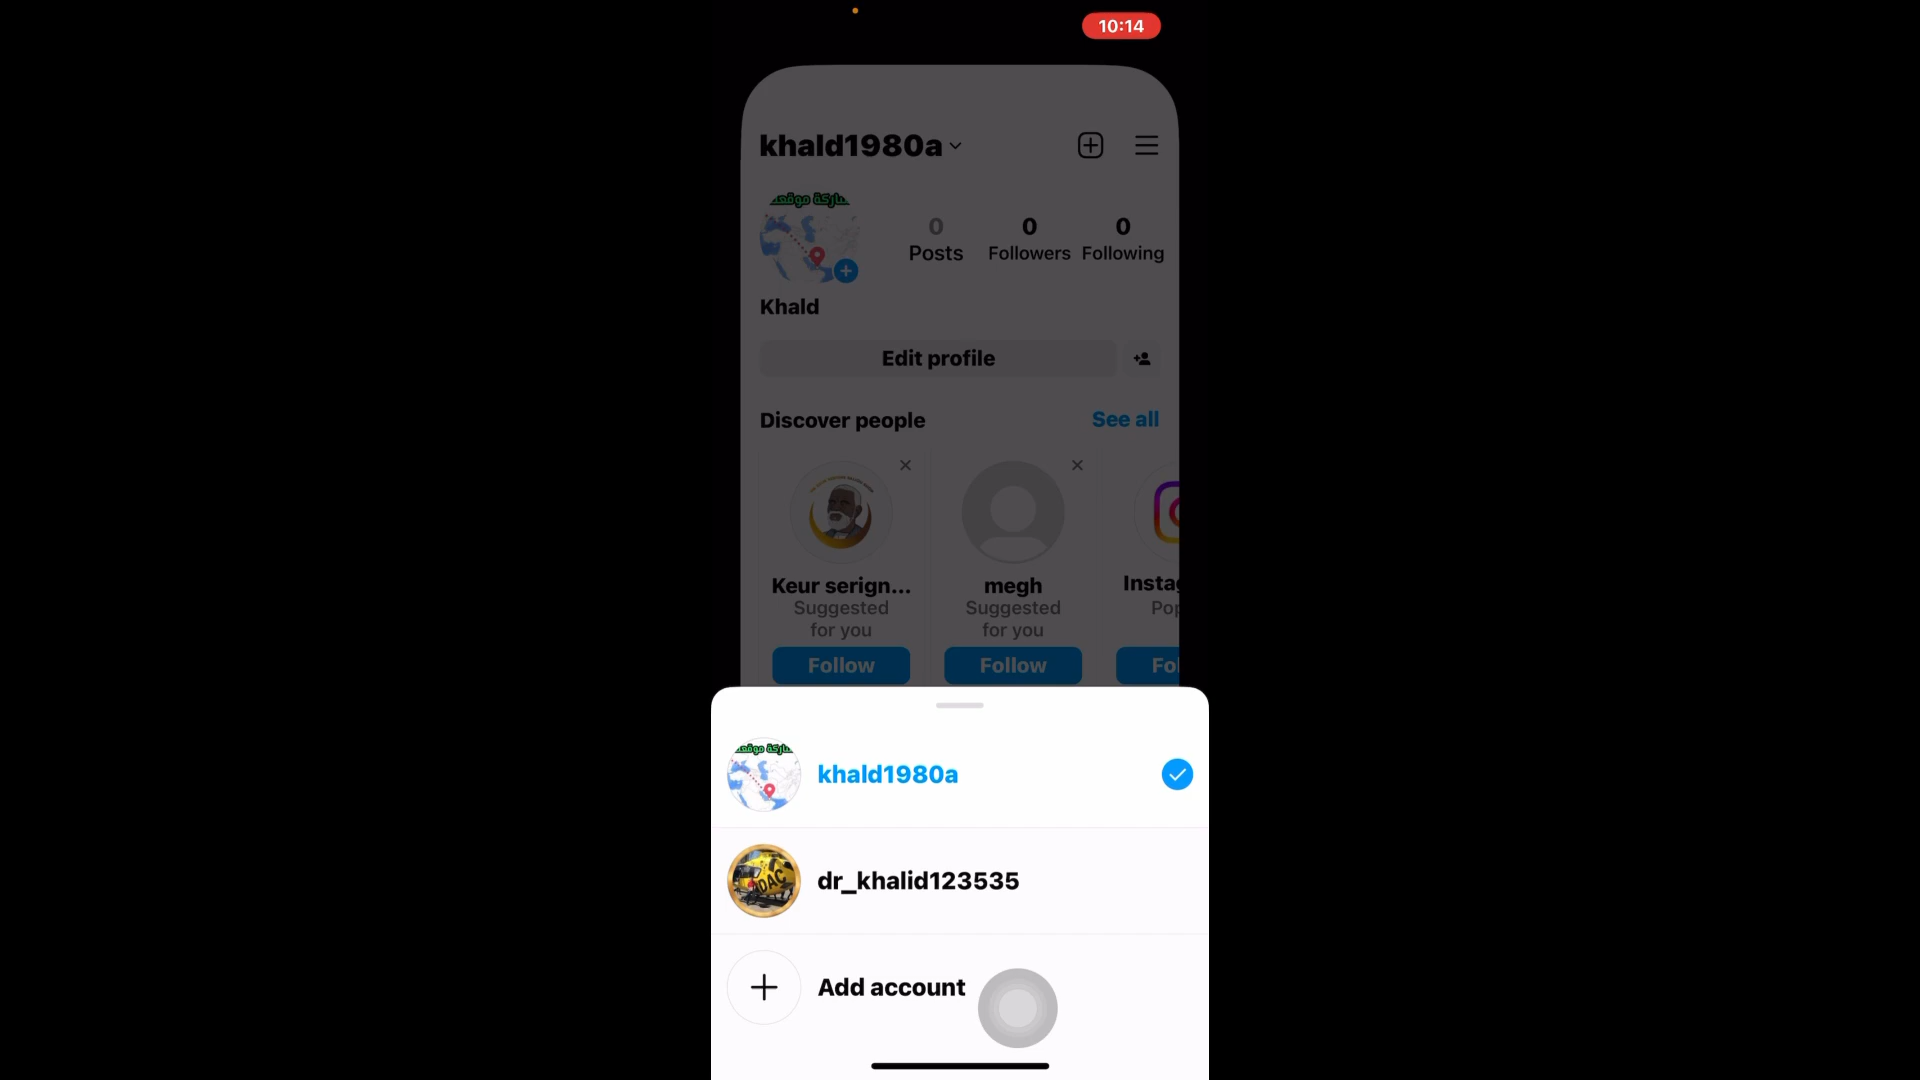 10:14
khald1980a
0 0 0
Posts Followers Following
Khald
Edit profile
Discover people See all
Keur serign... megh
Suggested for you
Suggested for you
Follow Follow
khald1980a
dr_khalid123535
Add account